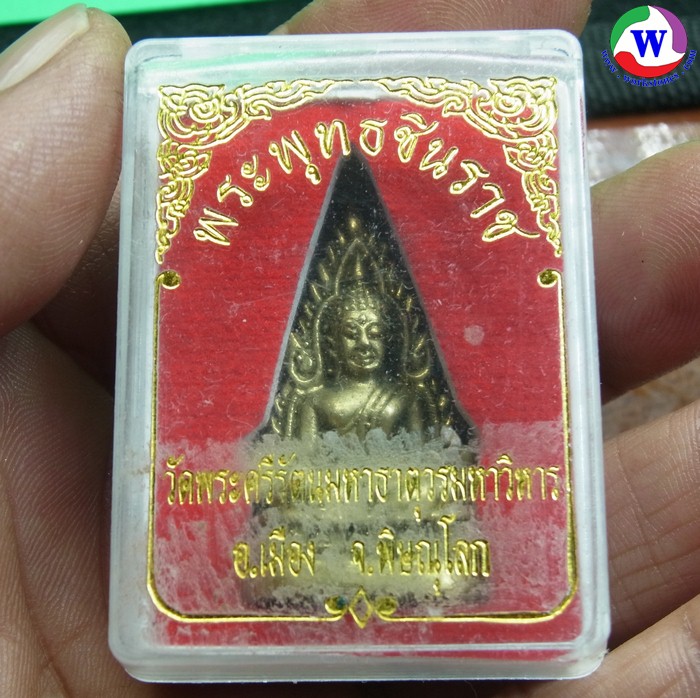 W
พระพุทธชินราช
วัดพระศรีรัตนมหาธาตุวรมหาวิหาร
อ.เมือง จ.พิษณุโลก